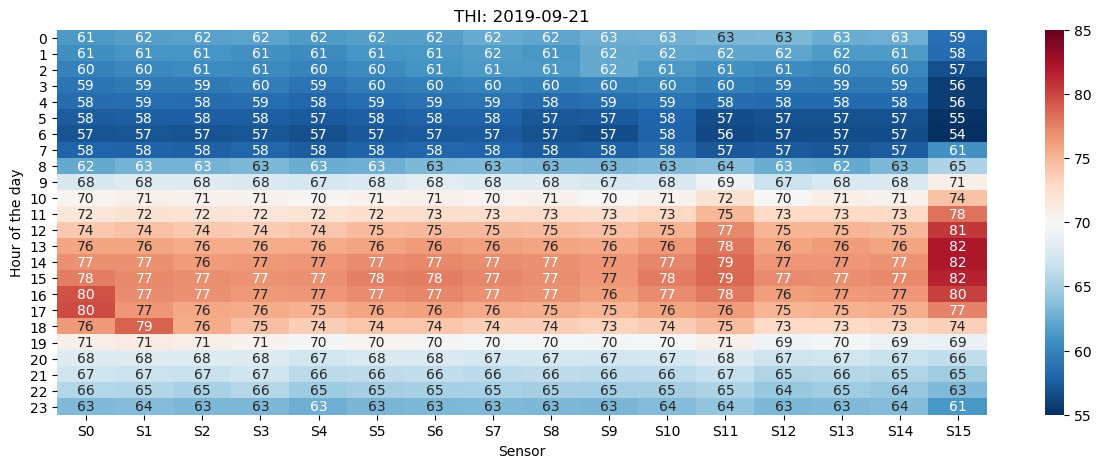 THI: 2019-09-21
0 61 62 62 62 61 62 62 62 62 63 63 63 63 63 63 59
1 61 61 61 61 61 61 61 62 61 62 62 62 62 62 61 58
2 60 60 61 61 60 60 61 61 61 62 61 61 61 60 60 57
3 59 59 59 60 59 60 60 60 60 60 60 60 59 59 59 56
4 58 59 58 59 58 59 59 59 58 59 59 58 58 58 58 56
5 58 58 58 58 57 58 58 58 57 57 58 57 57 57 57 55
6 57 57 57 57 57 57 57 57 57 57 58 56 57 57 57 54
7 58 58 58 58 58 58 58 58 58 58 58 57 57 57 57 61
8 62 63 63 63 63 63 63 63 63 63 63 64 63 62 63 65
9 68 68 68 68 67 68 68 68 68 67 68 69 67 68 68 71
10 70 71 71 71 70 71 71 70 71 70 71 72 70 71 71 74
11 72 72 72 72 72 72 73 73 73 73 73 75 73 73 73 78
12 74 74 74 74 74 75 75 75 75 75 75 77 75 75 75 81
13 76 76 76 76 76 76 76 76 76 76 76 78 76 76 76 82
14 77 77 76 77 77 77 77 77 77 77 77 79 77 77 77 82
15 78 77 77 77 77 78 78 77 77 77 78 79 77 77 77 82
16 80 77 77 77 77 77 77 77 77 76 77 78 76 77 77 80
17 80 77 76 76 75 76 76 76 75 75 76 76 75 75 75 77
18 76 79 76 75 74 74 74 74 74 73 74 75 73 73 73 74
19 71 71 71 71 70 70 70 70 70 70 70 71 69 70 69 69
20 68 68 68 68 67 68 68 67 67 67 67 68 67 67 67 66
21 67 67 67 67 66 66 66 66 66 66 66 67 65 66 65 65
22 66 65 65 66 65 65 65 65 65 65 65 65 64 65 64 63
23 63 64 63 63 63 63 63 63 63 63 64 64 63 63 64 61
S0 S1 S2 S3 S4 S5 S6 S7 S8 S9 S10 S11 S12 S13 S14 S15
Sensor
Hour of the day
85
80
75
70
65
60
55